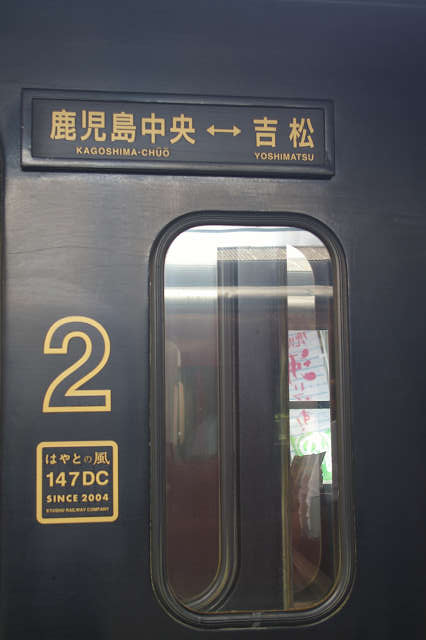 鹿児島中央 ↔ 吉松
KAGOSHIMA-CHŪŌ YOSHIMATSU
2
はやとの風
147DC
SINCE 2004
KYUSHU RAILWAY COMPANY